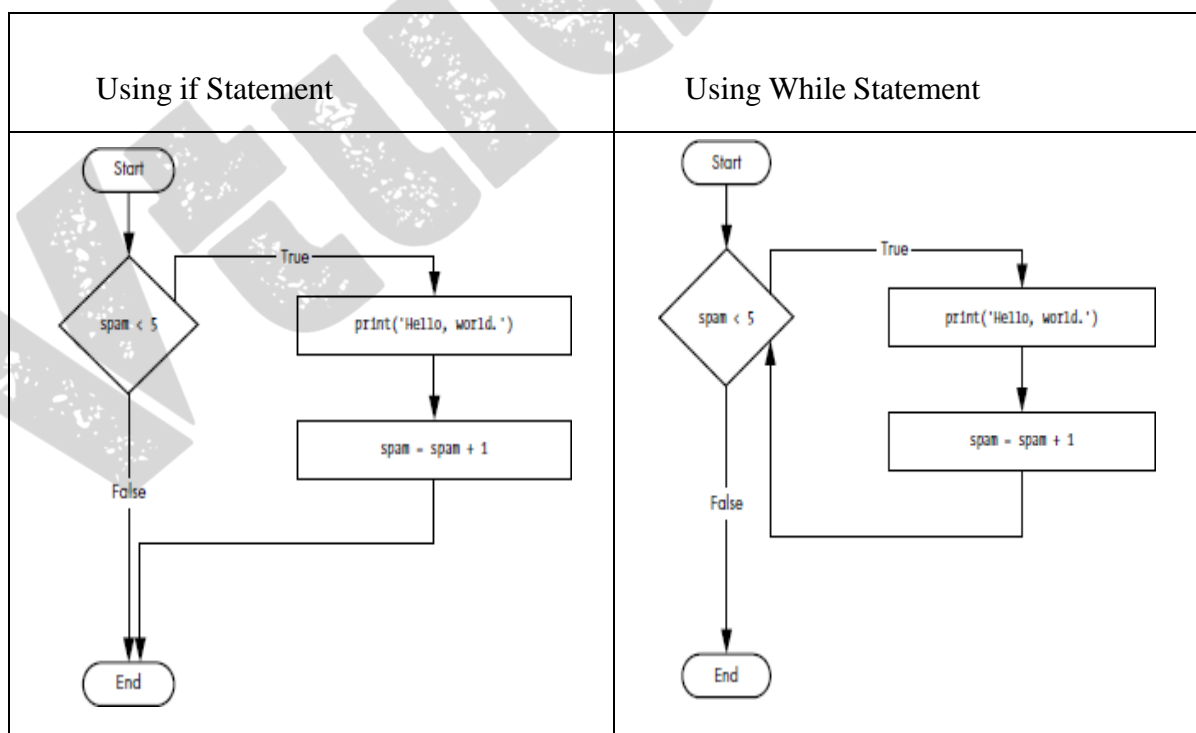 Using if Statement
Using While Statement
Start
True
spam < 5
print('Hello, world.')
spam = spam + 1
False
End
Start
True
spam < 5
print('Hello, world.')
spam = spam + 1
False
End